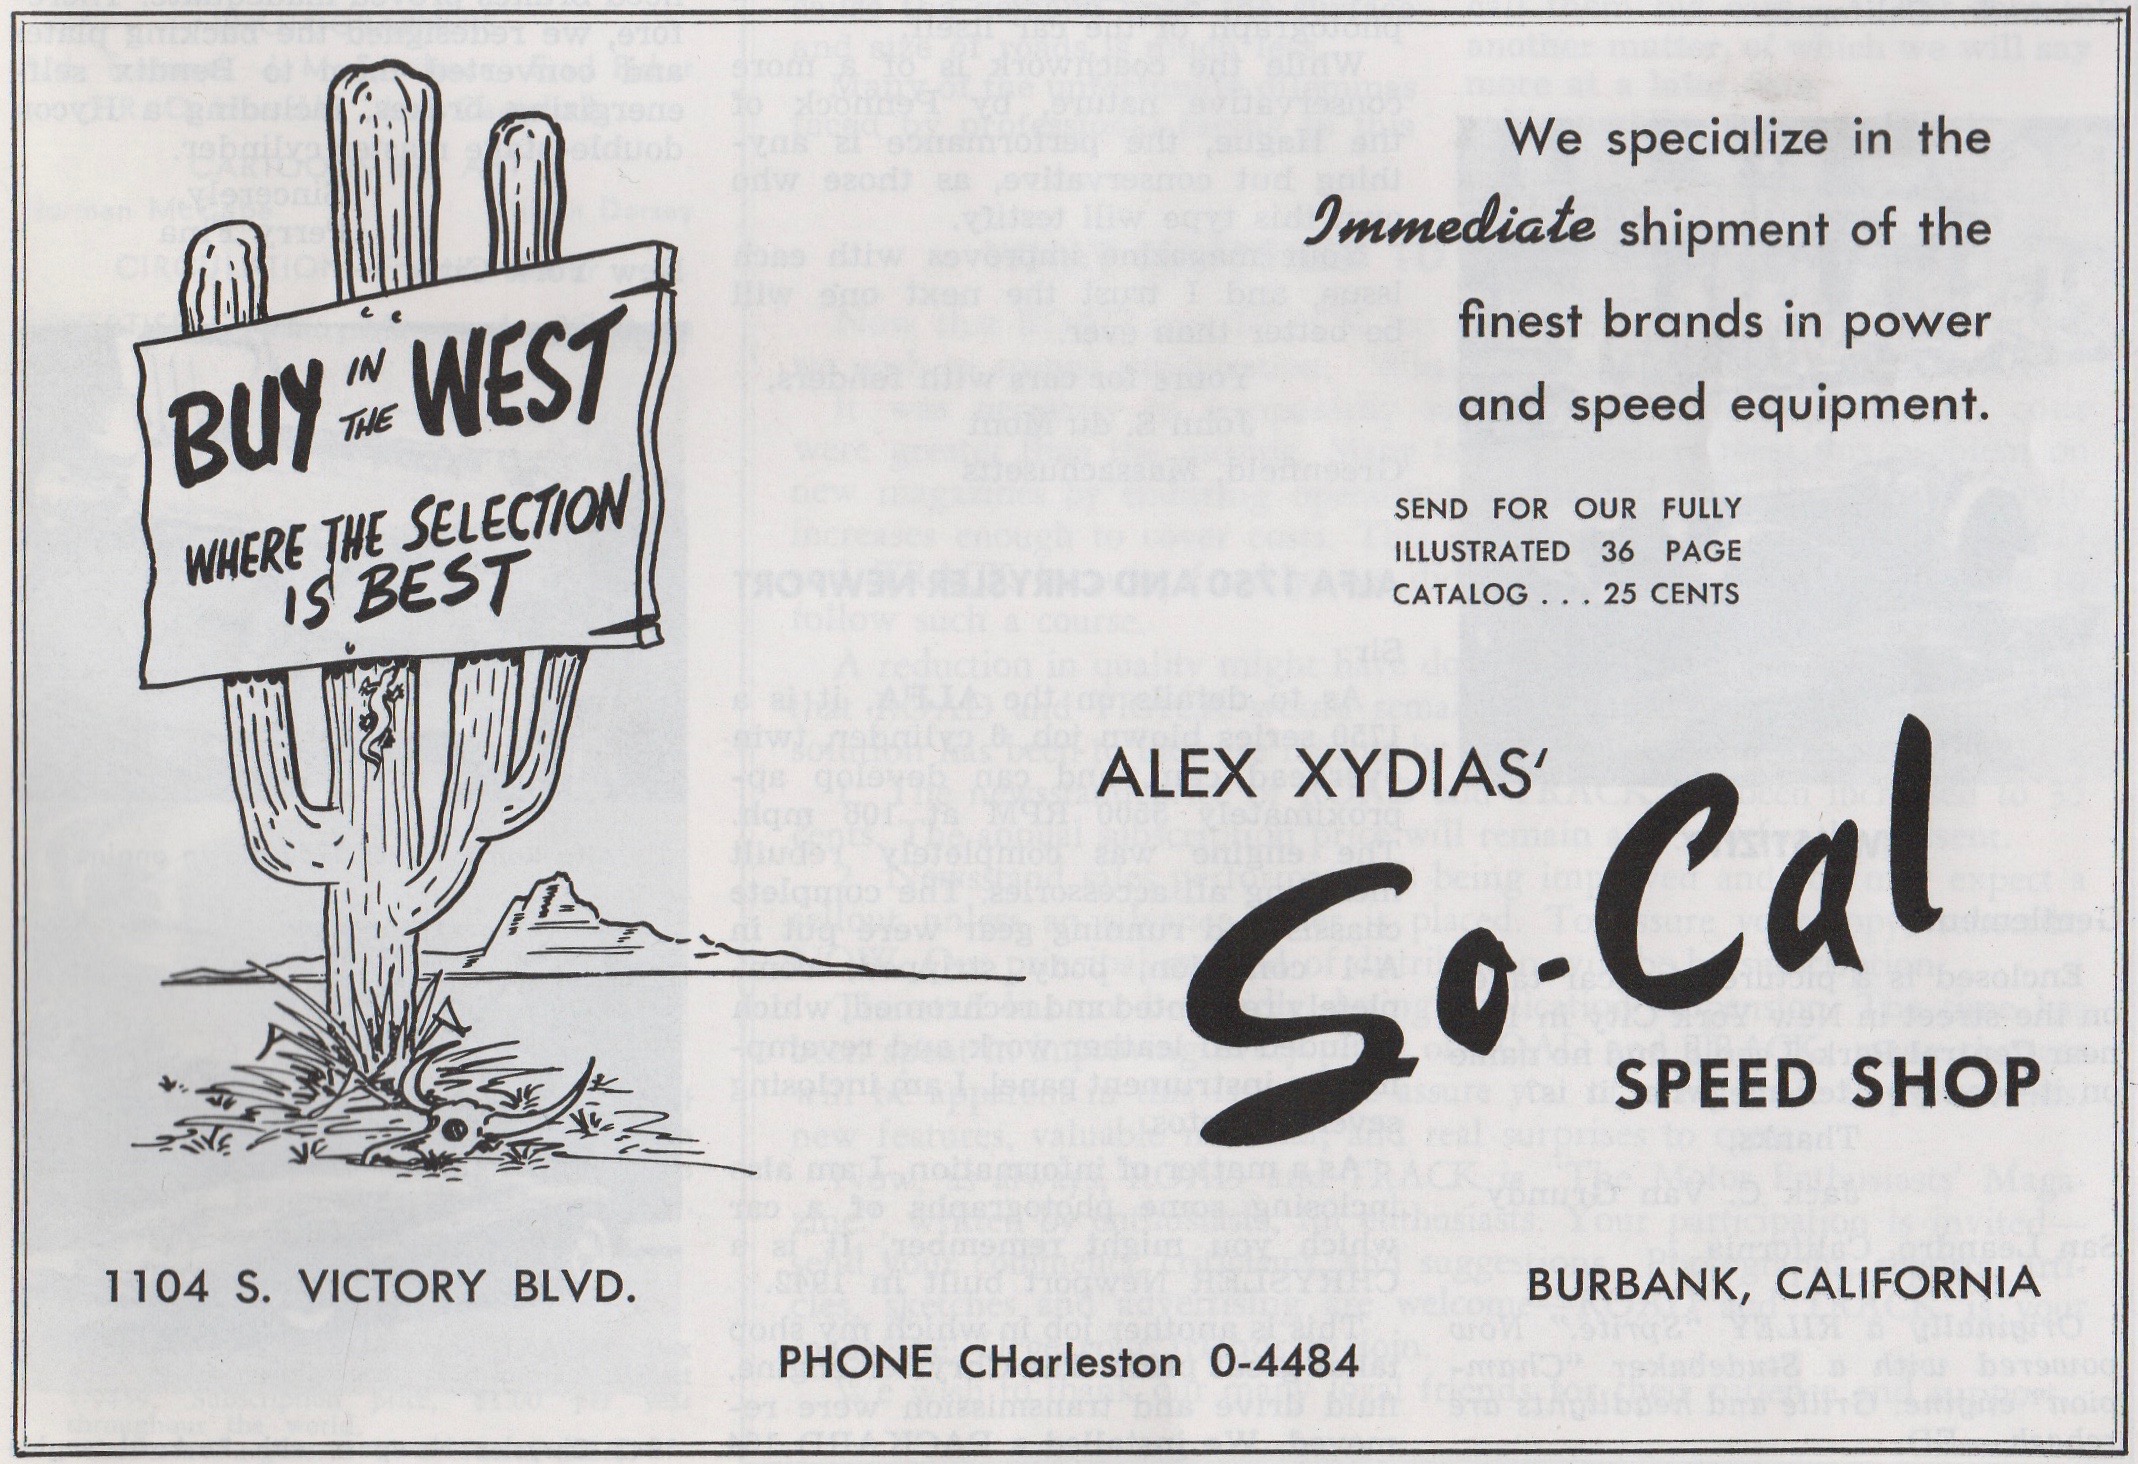 BUY IN THE WEST
WHERE THE SELECTION
IS BEST
We specialize in the
Immediate shipment of the
finest brands in power
and speed equipment.
SEND FOR OUR FULLY
ILLUSTRATED 36 PAGE
CATALOG . . . 25 CENTS
ALEX XYDIAS'
So-Cal
SPEED SHOP
1104 S. VICTORY BLVD.
BURBANK, CALIFORNIA
PHONE CHarleston 0-4484